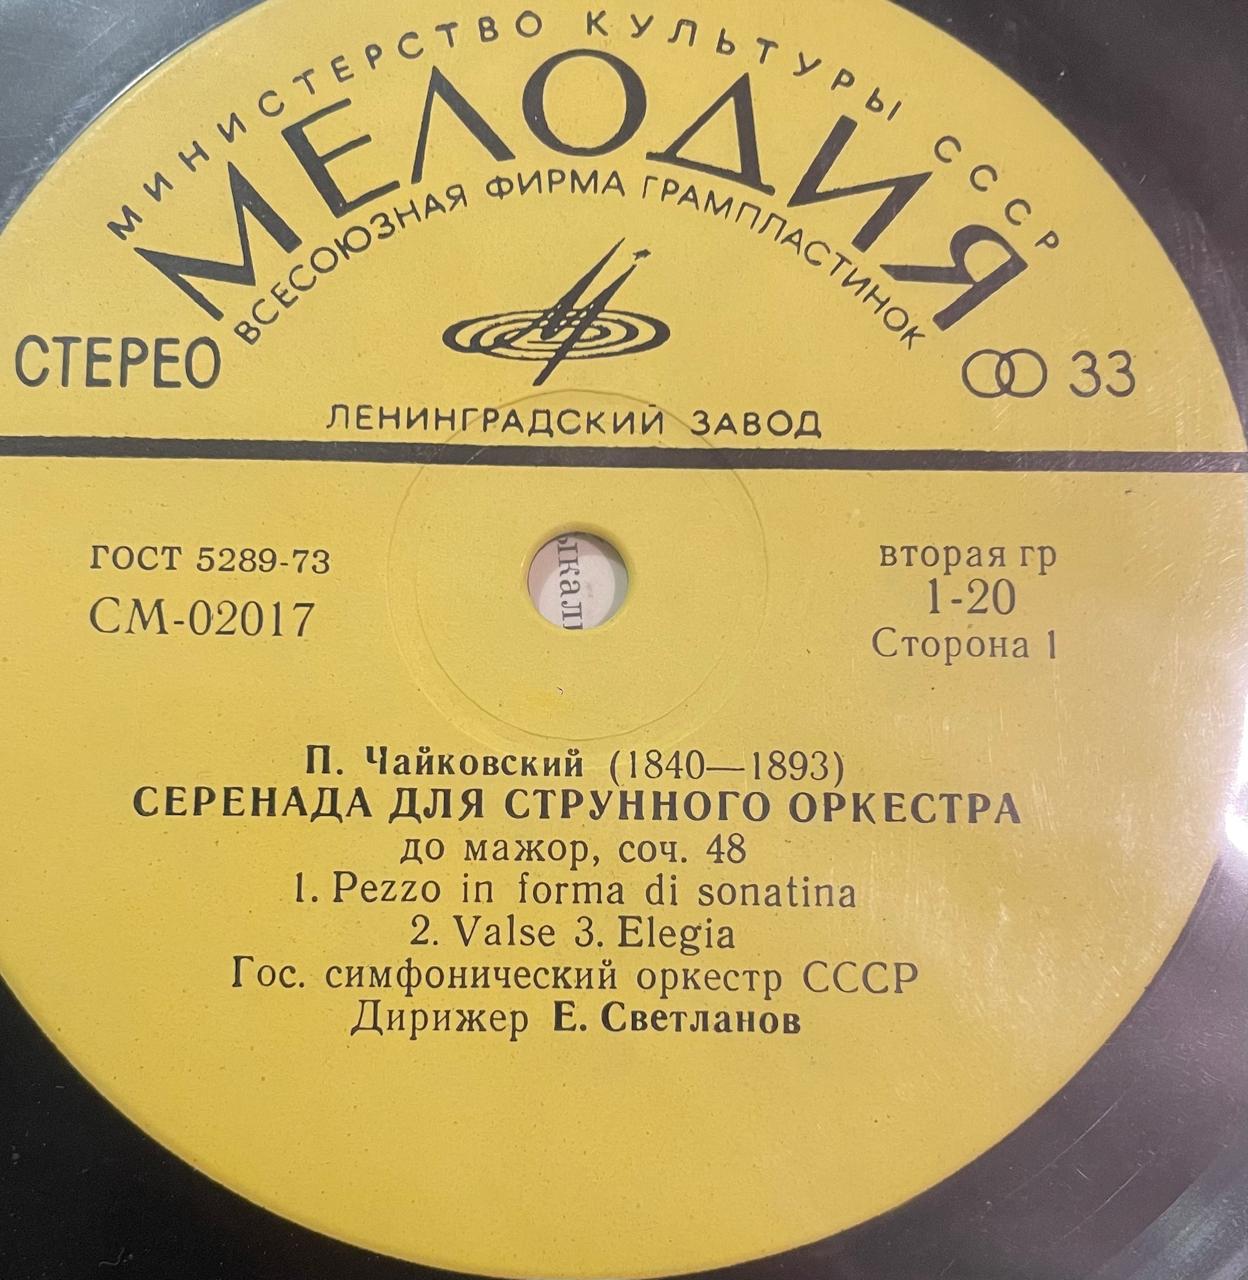 МИНИСТЕРСТВО КУЛЬТУРЫ СССР
МЕЛОДИЯ
ВСЕСОЮЗНАЯ ФИРМА ГРАМПЛАСТИНОК
СТЕРЕО
33
ЛЕНИНГРАДСКИЙ ЗАВОД
ГОСТ 5289-73
СМ-02017
вторая гр
1-20
Сторона 1
П. Чайковский (1840—1893)
СЕРЕНАДА ДЛЯ СТРУННОГО ОРКЕСТРА
до мажор, соч. 48
1. Pezzo in forma di sonatina
2. Valse 3. Elegia
Гос. симфонический оркестр СССР
Дирижер Е. Светланов